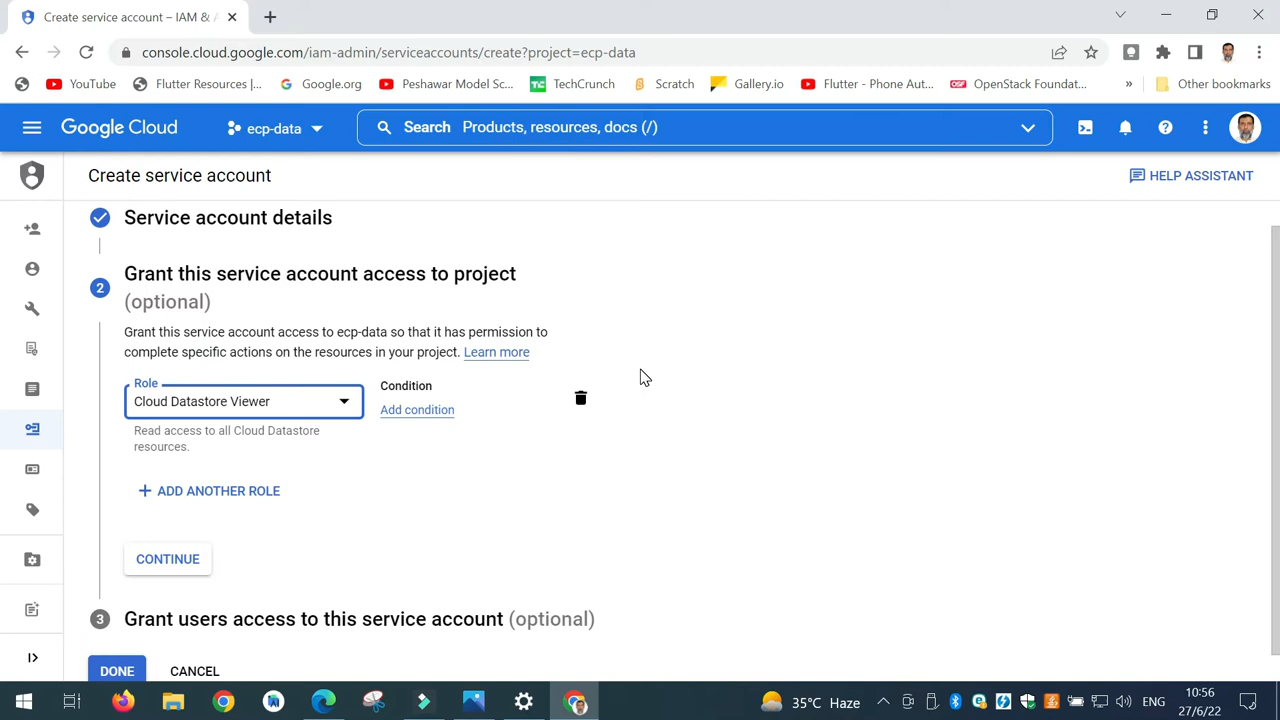 Create service account – IAM & A
console.cloud.google.com/iam-admin/serviceaccounts/create?project=ecp-data
YouTube
Flutter Resources |...
Google.org
Peshawar Model Sc...
TechCrunch
Scratch
Gallery.io
Flutter - Phone Aut...
OpenStack Foundat...
»
Other bookmarks
Google Cloud
ecp-data
Search Products, resources, docs (/)
Create service account
HELP ASSISTANT
Service account details
2
Grant this service account access to project
(optional)
Grant this service account access to ecp-data so that it has permission to
complete specific actions on the resources in your project. Learn more
Role
Cloud Datastore Viewer
Condition
Add condition
Read access to all Cloud Datastore
resources.
+ ADD ANOTHER ROLE
CONTINUE
3
Grant users access to this service account (optional)
DONE
CANCEL
35°C Haze
ENG
10:56
27/6/22